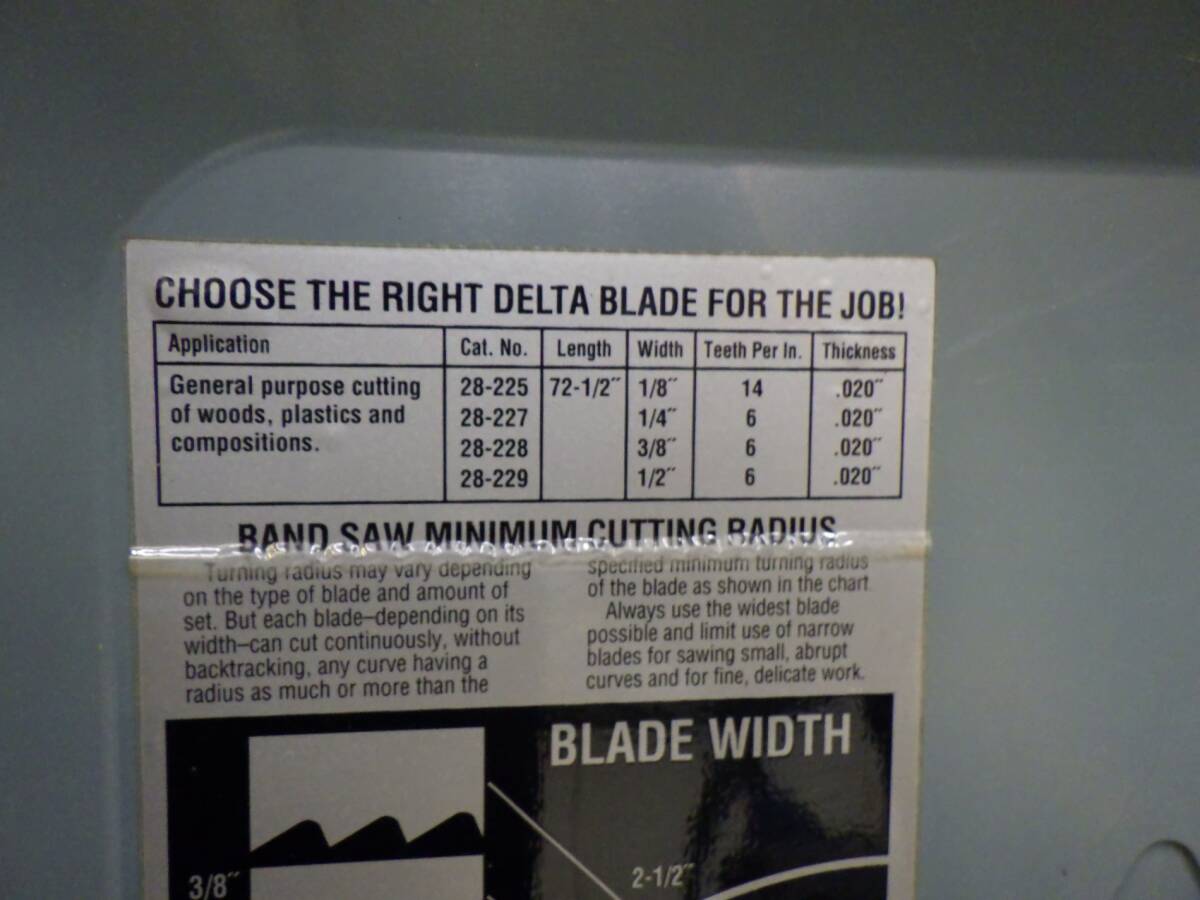 CHOOSE THE RIGHT DELTA BLADE FOR THE JOB!
Application Cat. No. Length Width Teeth Per In. Thickness
General purpose cutting 28-225 72-1/2" 1/8" 14 .020"
of woods, plastics and 28-227 1/4" 6 .020"
compositions. 28-228 3/8" 6 .020"
28-229 1/2" 6 .020"
BAND SAW MINIMUM CUTTING RADIUS
Turning radius may vary depending
on the type of blade and amount of
set. But each blade–depending on its
width–can cut continuously, without
backtracking, any curve having a
radius as much or more than the
specified minimum turning radius
of the blade as shown in the chart.
Always use the widest blade
possible and limit use of narrow
blades for sawing small, abrupt
curves and for fine, delicate work.
BLADE WIDTH
3/8"
2-1/2"